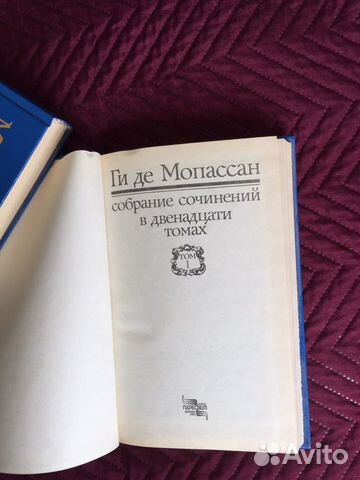 Ги де Мопассан
собрание сочинений
в двенадцати
томах
ТОМ
1
ПЕРЕСВЕТ
Avito